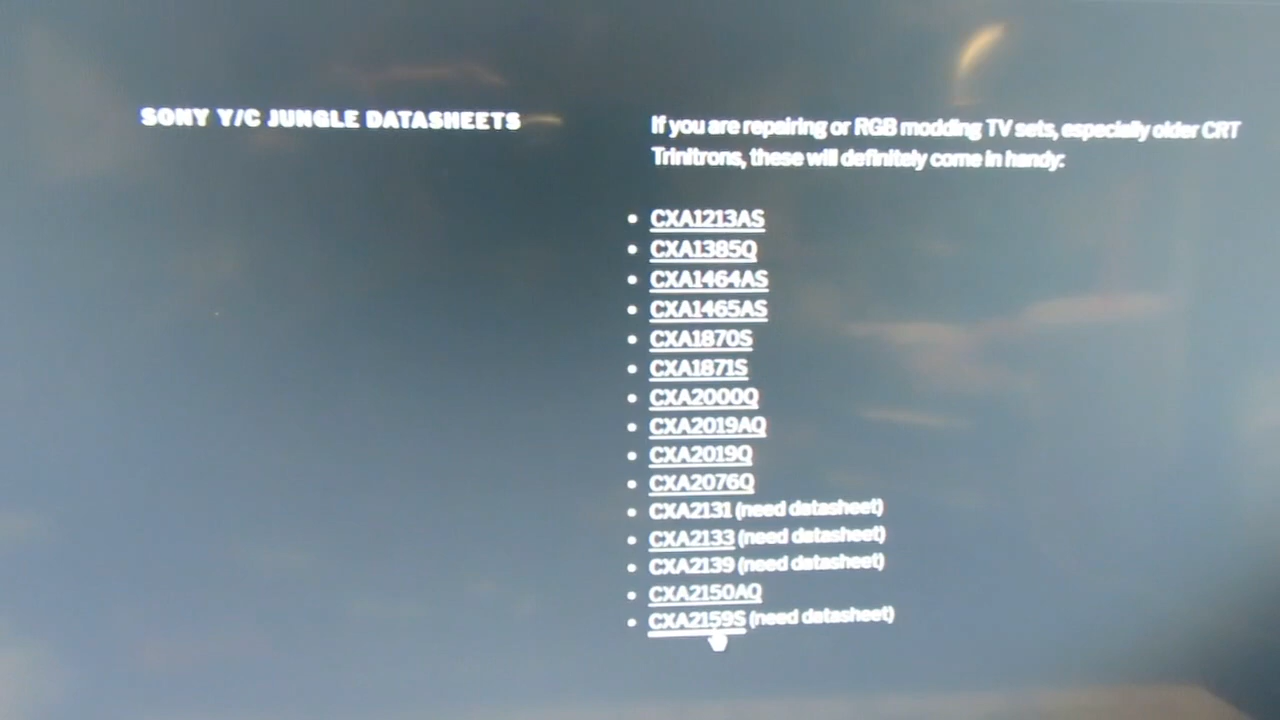 SONY Y/C JUNGLE DATASHEETS
If you are repairing or RGB modding TV sets, especially older CRT
Trinitrons, these will definitely come in handy:
CXA1213AS
CXA1385Q
CXA1464AS
CXA1465AS
CXA1870S
CXA1871S
CXA2000Q
CXA2019AQ
CXA2019Q
CXA2076Q
CXA2131 (need datasheet)
CXA2133 (need datasheet)
CXA2139 (need datasheet)
CXA2150AQ
CXA2159S (need datasheet)